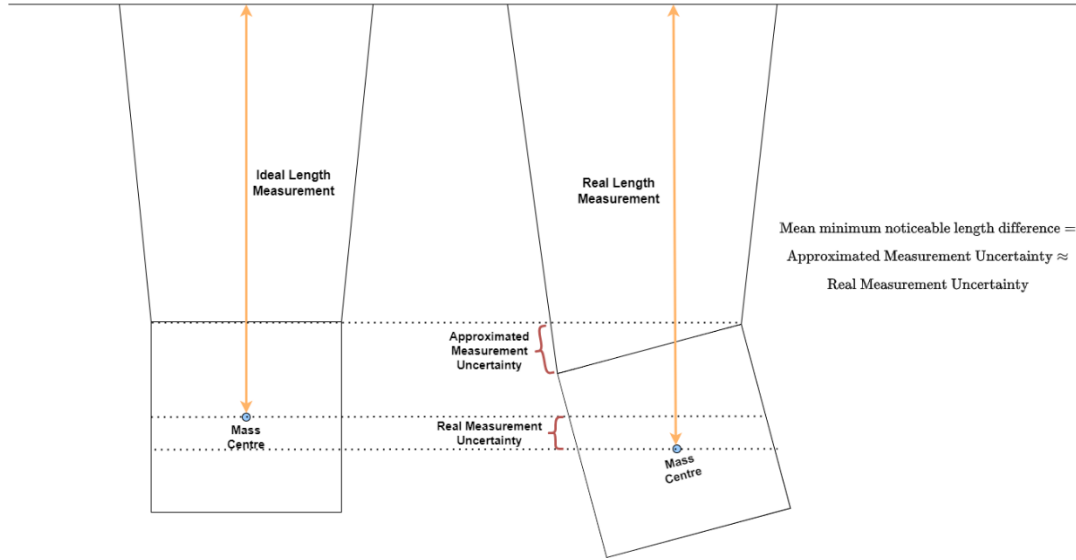 Ideal Length
Measurement
Real Length
Measurement
Mean minimum noticeable length difference =
Approximated Measurement Uncertainty ≈
Real Measurement Uncertainty
Approximated
Measurement
Uncertainty
Mass
Centre
Real Measurement
Uncertainty
Mass
Centre